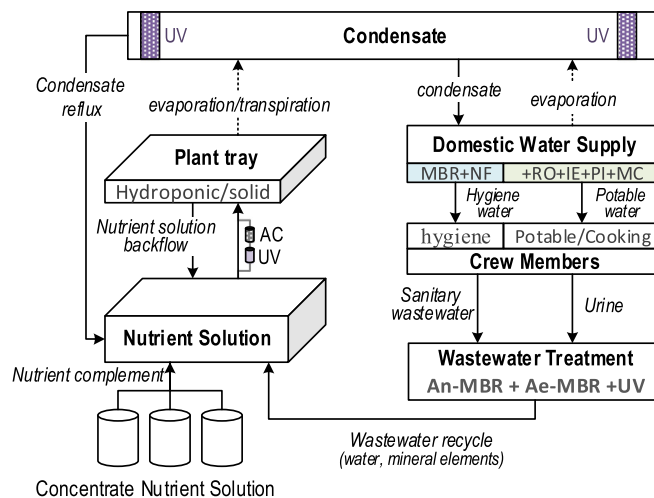 UV
Condensate
UV
Condensate
reflux
evaporation/transpiration
condensate
evaporation
Plant tray
Hydroponic/solid
Domestic Water Supply
MBR+NF
+RO+IE+PI+MC
Nutrient solution
backflow
AC
UV
Hygiene
water
Potable
water
hygiene
Potable/Cooking
Crew Members
Nutrient Solution
Sanitary
wastewater
Urine
Nutrient complement
Wastewater Treatment
An-MBR + Ae-MBR +UV
Wastewater recycle
(water, mineral elements)
Concentrate Nutrient Solution